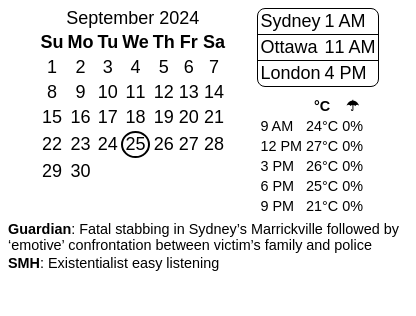 September 2024
Su Mo Tu We Th Fr Sa
1 2 3 4 5 6 7
8 9 10 11 12 13 14
15 16 17 18 19 20 21
22 23 24 25 26 27 28
29 30
Sydney 1 AM
Ottawa 11 AM
London 4 PM
°C ☂
9 AM 24°C 0%
12 PM 27°C 0%
3 PM 26°C 0%
6 PM 25°C 0%
9 PM 21°C 0%
Guardian: Fatal stabbing in Sydney’s Marrickville followed by
‘emotive’ confrontation between victim’s family and police
SMH: Existentialist easy listening